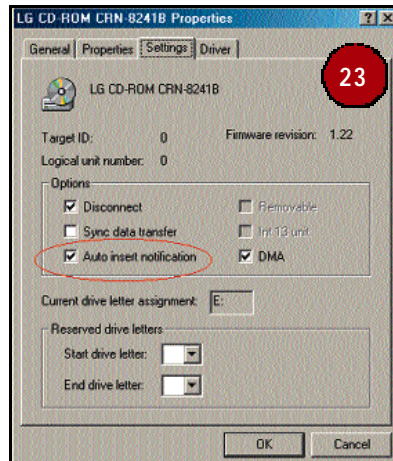 LG CD-ROM CRN-8241B Properties
General Properties Settings Driver
23
LG CD-ROM CRN-8241B
Target ID: 0 Firmware revision: 1.22
Logical unit number: 0
Options
Disconnect Removable
Sync data transfer Int 13 unit
Auto insert notification DMA
Current drive letter assignment: E:
Reserved drive letters
Start drive letter:
End drive letter:
OK Cancel